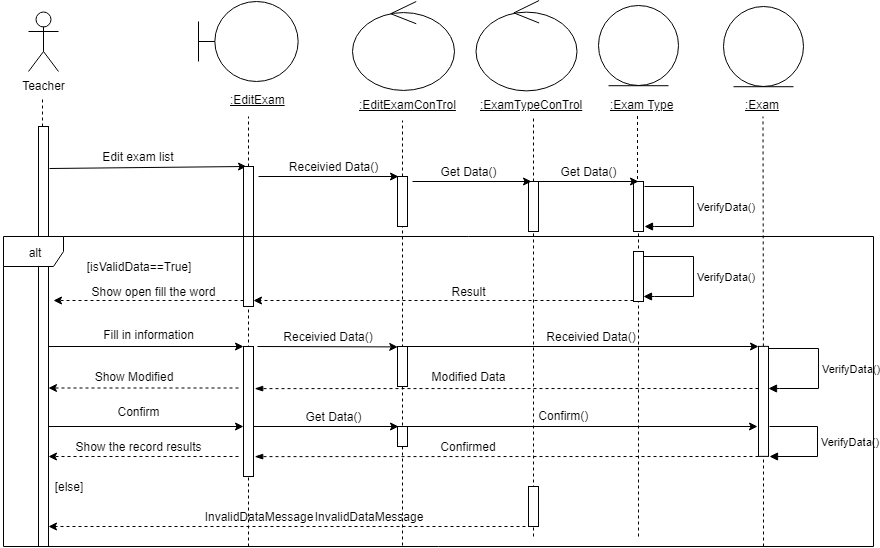 Teacher
:EditExam
:EditExamConTrol
:ExamTypeConTrol
:Exam Type
:Exam
Edit exam list
Receivied Data()
Get Data()
Get Data()
VerifyData()
alt
[isValidData==True]
VerifyData()
Show open fill the word
Result
Fill in information
Receivied Data()
Receivied Data()
VerifyData()
Show Modified
Modified Data
Confirm
Get Data()
Confirm()
VerifyData()
Show the record results
Confirmed
[else]
InvalidDataMessage
InvalidDataMessage